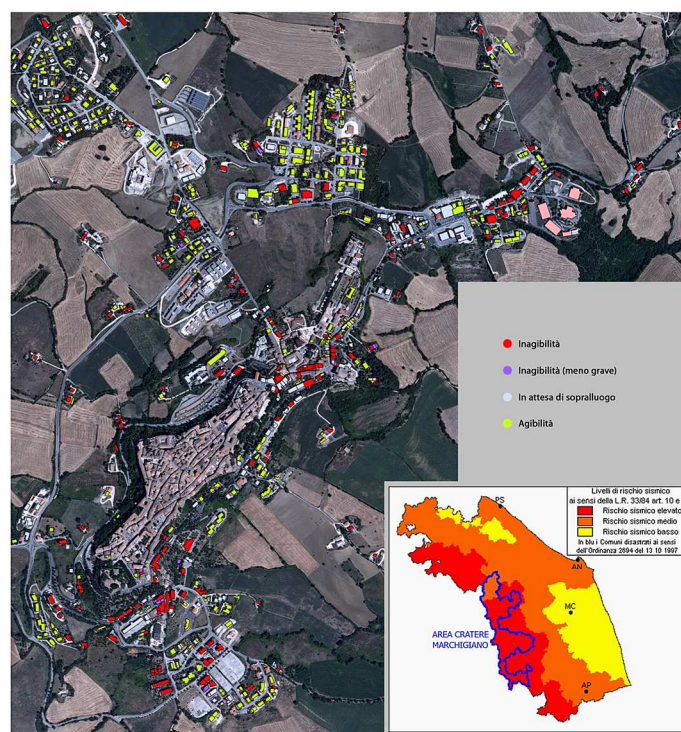 Inagibilità
Inagibilità (meno grave)
In attesa di sopralluogo
Agibilità
Livelli di rischio sismico
ai sensi della L.R. 33/84 art. 10 e
Rischio sismico elevato
Rischio sismico medio
Rischio sismico basso
In blu i Comuni disastrati ai sensi
dell'Ordinanza 2694 del 13 10 1997
PS
AN
MC
AREA CRATERE
MARCHIGIANO
AP